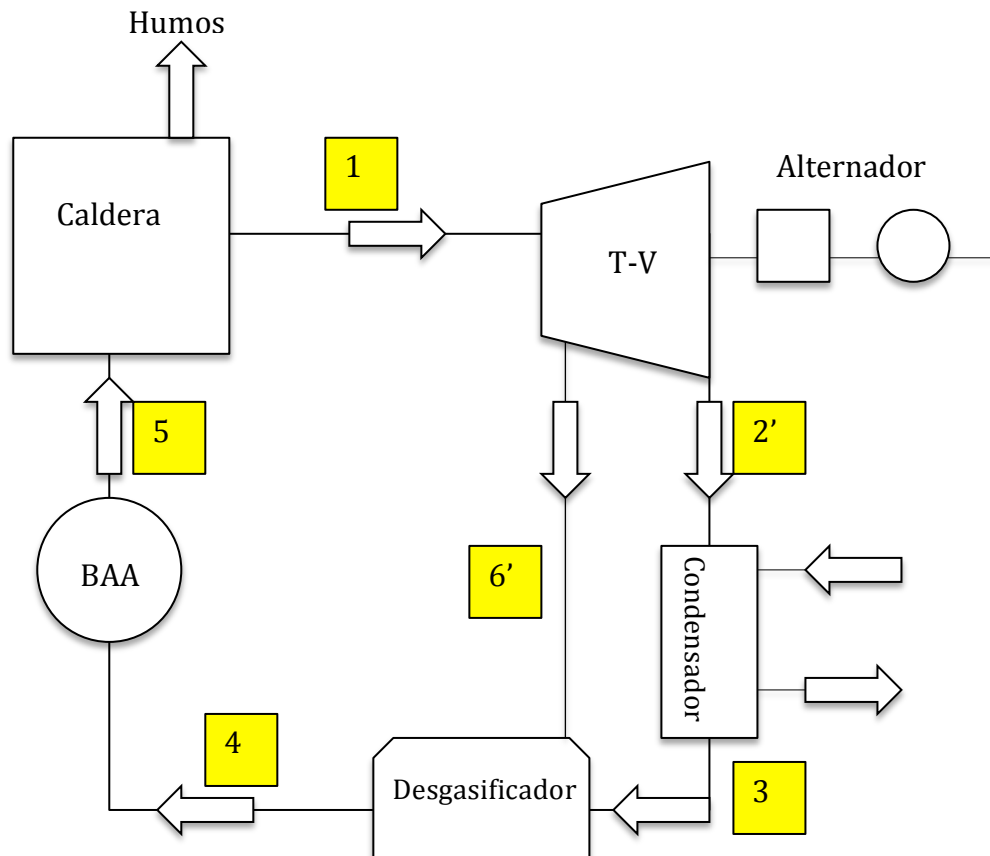 Humos
1
Alternador
Caldera
T-V
5
2’
6’
BAA
Condensador
4
Desgasificador
3